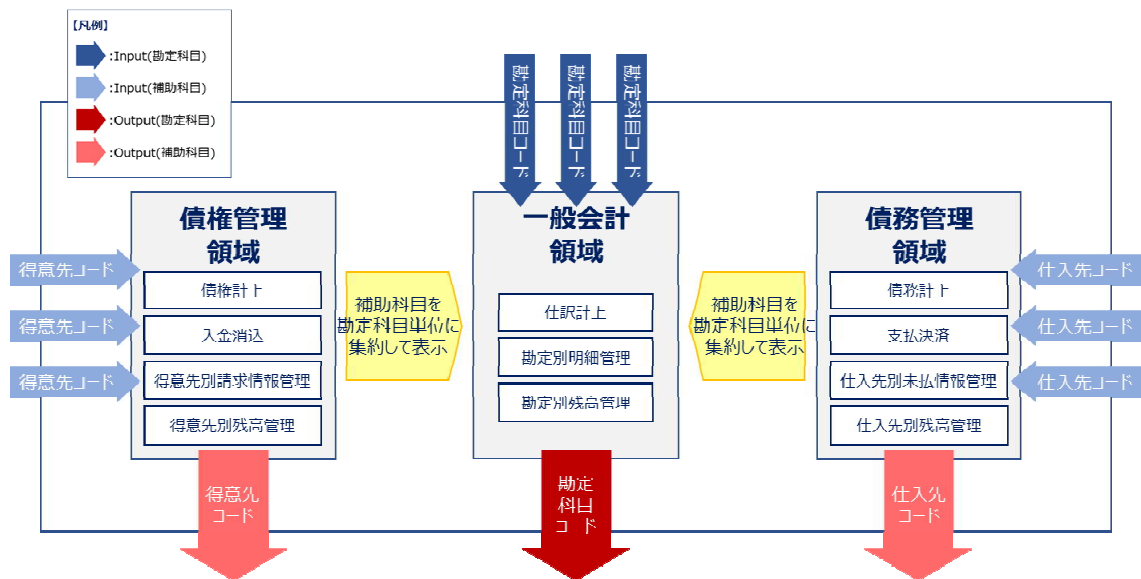 【凡例】
:Input(勘定科目)
:Input(補助科目)
:Output(勘定科目)
:Output(補助科目)
勘定科目コード
勘定科目コード
勘定科目コード
債権管理
領域
得意先コード
得意先コード
得意先コード
債権計上
入金消込
得意先別請求情報管理
得意先別残高管理
得意先
コード
補助科目を
勘定科目単位に
集約して表示
一般会計
領域
仕訳計上
勘定別明細管理
勘定別残高管理
勘定
科目
コード
補助科目を
勘定科目単位に
集約して表示
債務管理
領域
債務計上
支払決済
仕入先別未払情報管理
仕入先別残高管理
仕入先コード
仕入先コード
仕入先コード
仕入先
コード